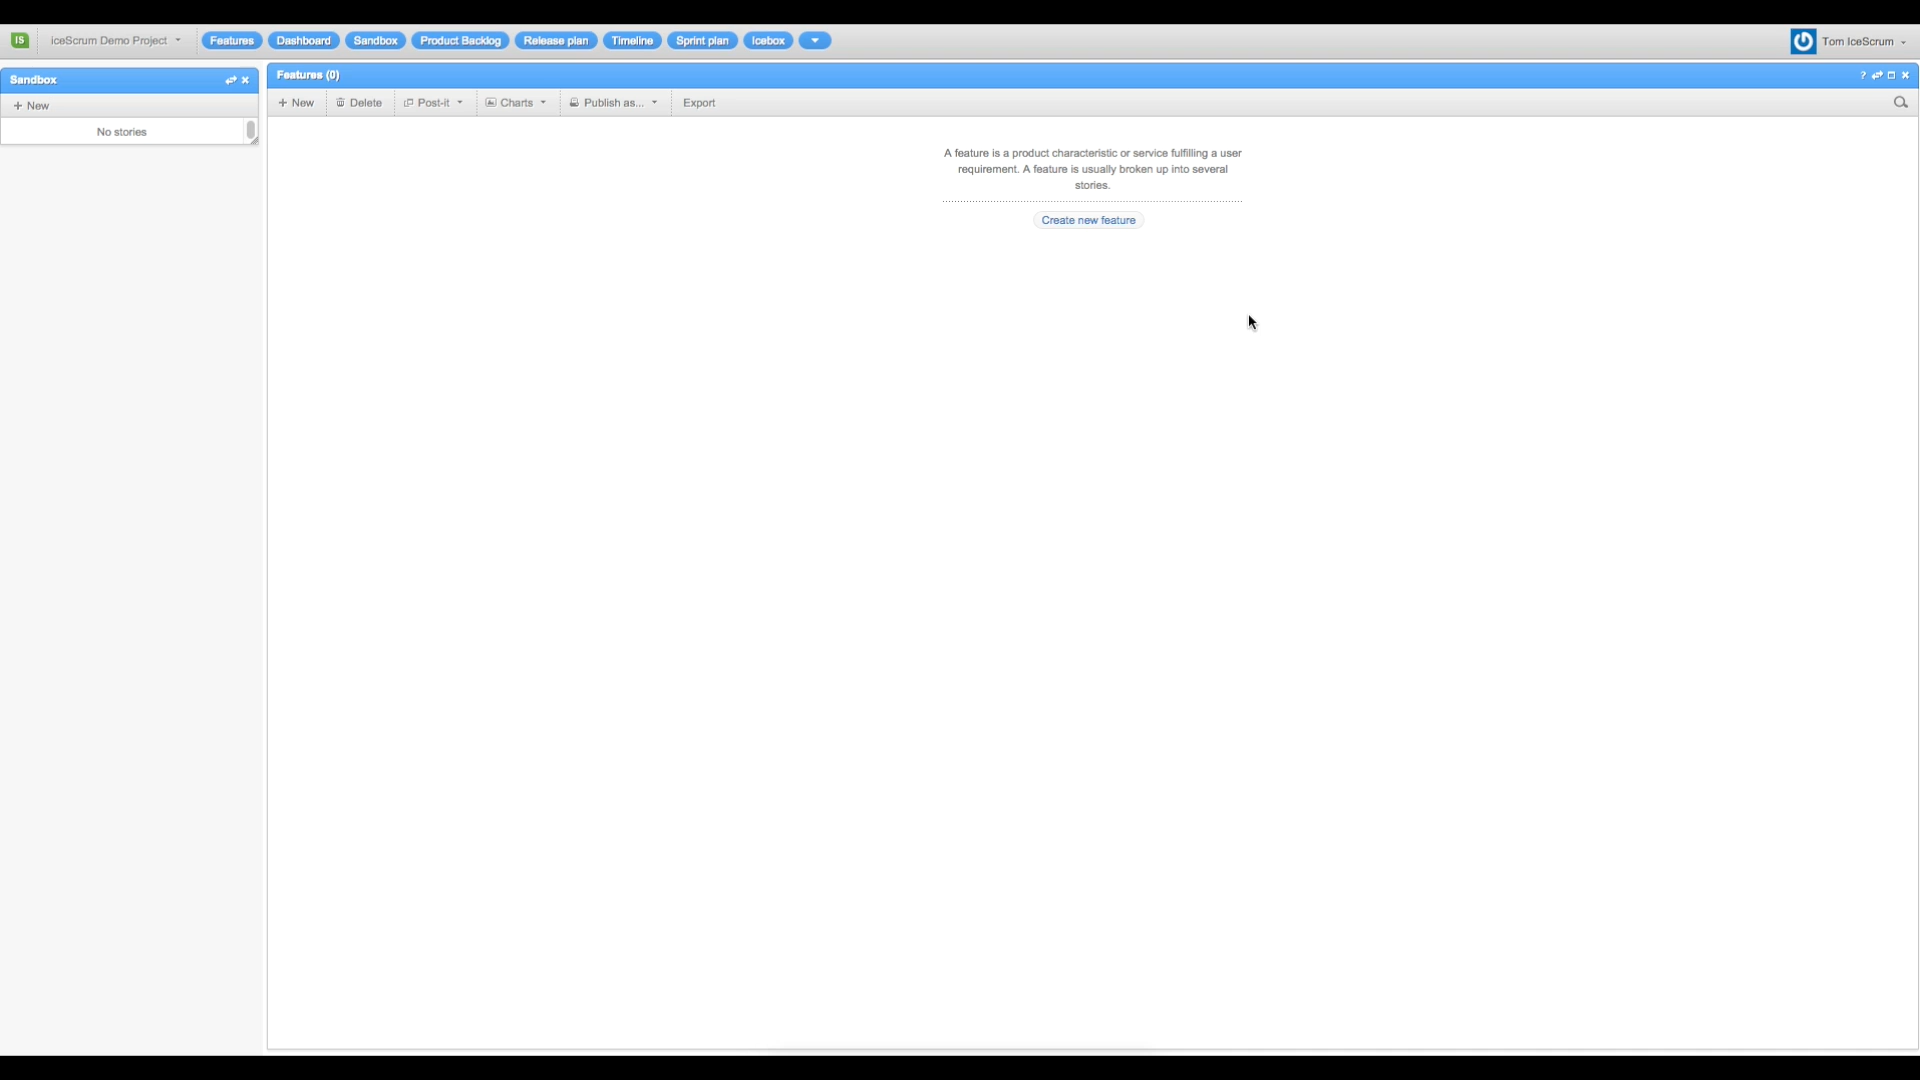 IS iceScrum Demo Project Features Dashboard Sandbox Product Backlog Release plan Timeline Sprint plan Icebox Tom IceScrum
Sandbox
+ New
No stories
Features (0) ?
+ New Delete Post-it Charts Publish as... Export
A feature is a product characteristic or service fulfilling a user
requirement. A feature is usually broken up into several
stories.
Create new feature